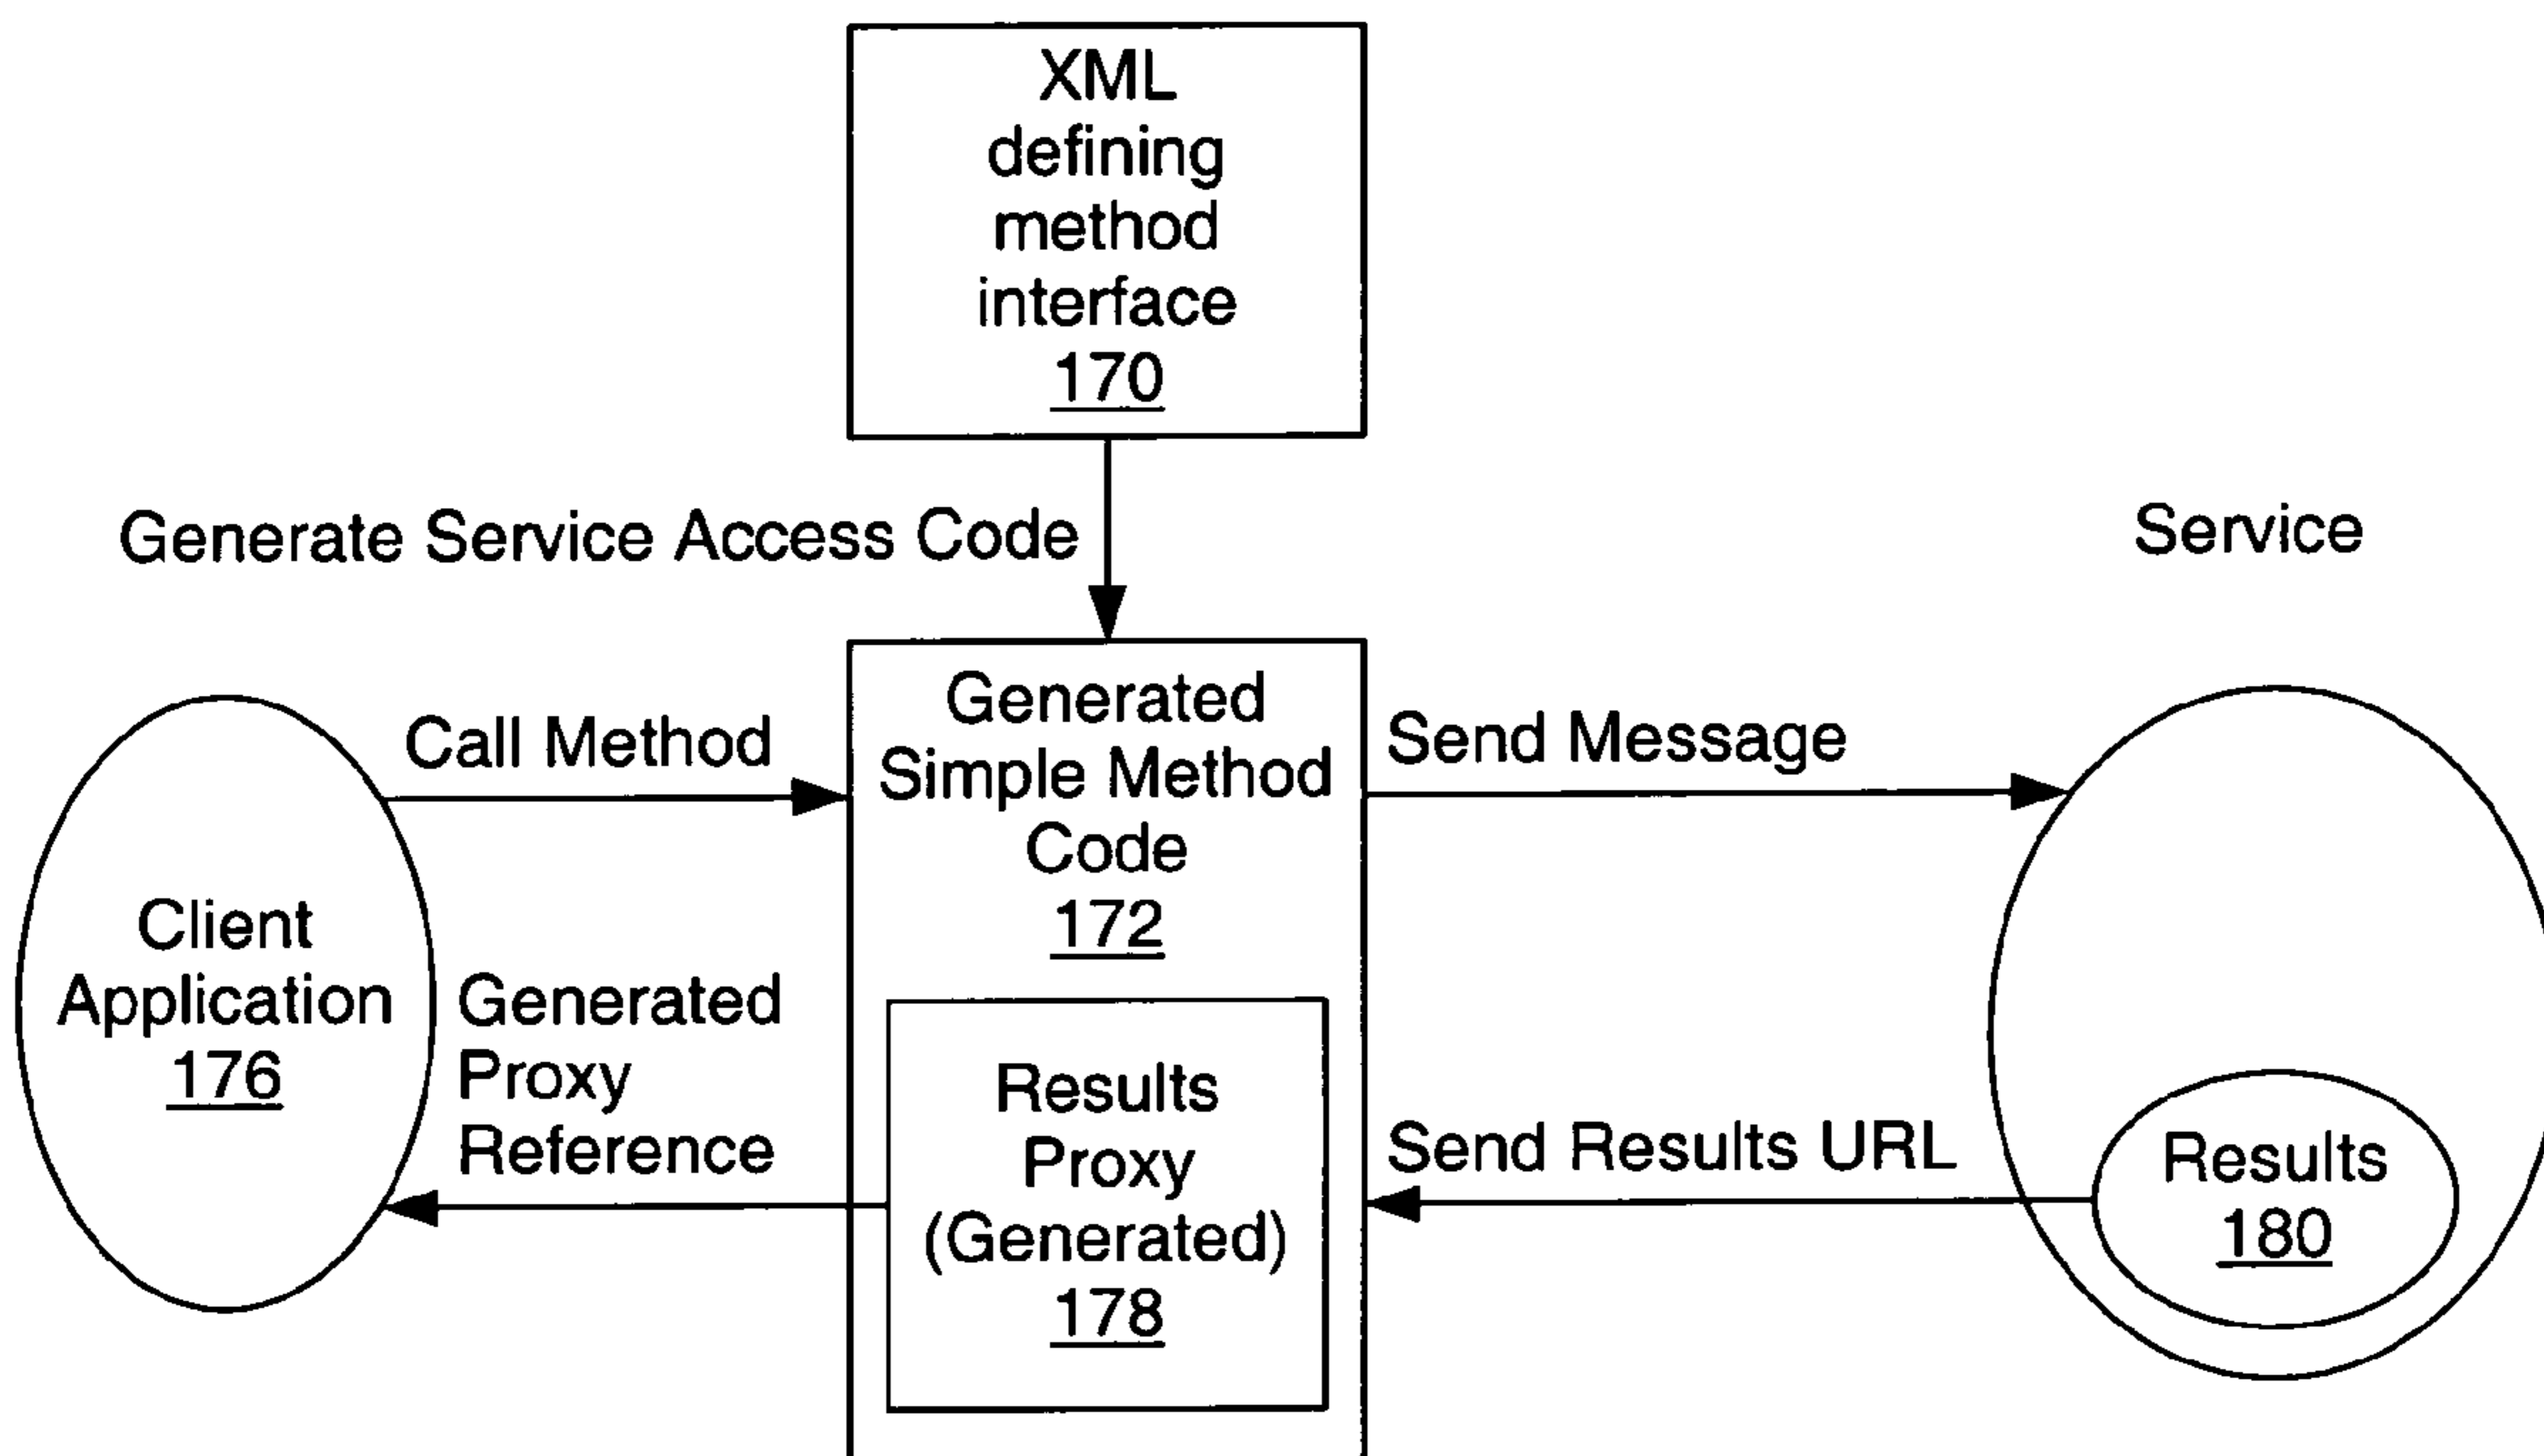 XML
defining
method
interface
170
Generate Service Access Code
Service
Call Method
Generated
Simple Method
Code
172
Send Message
Client
Application
176
Generated
Proxy
Reference
Results
Proxy
(Generated)
178
Send Results URL
Results
180